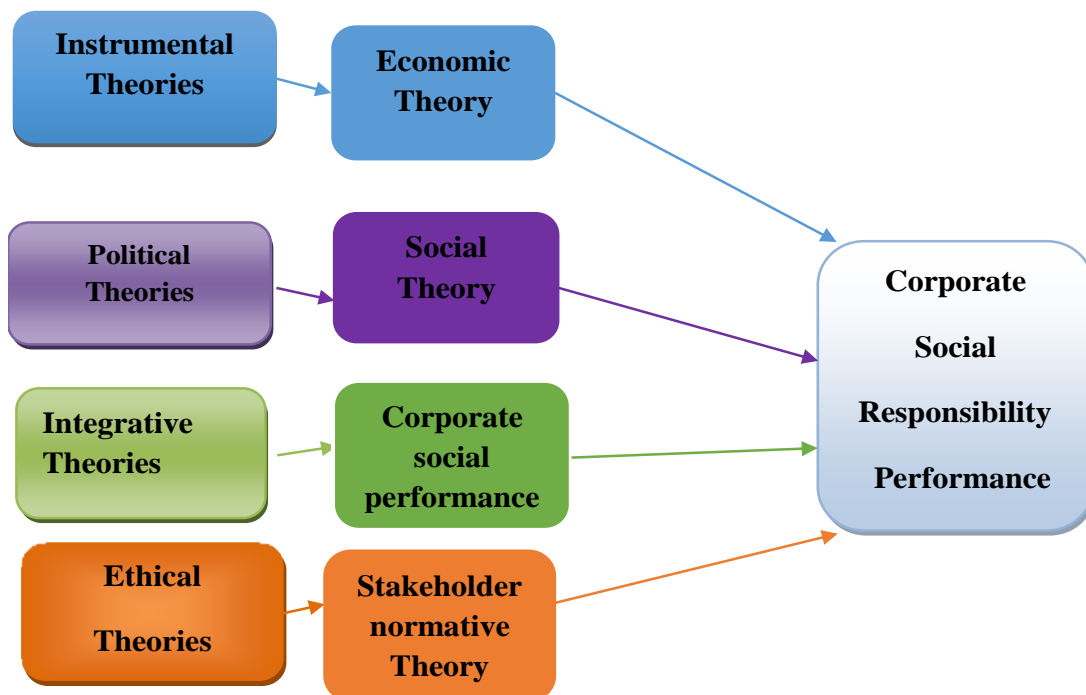 Instrumental
Theories
Economic
Theory
Political
Theories
Social
Theory
Integrative
Theories
Corporate
social
performance
Ethical
Theories
Stakeholder
normative
Theory
Corporate
Social
Responsibility
Performance